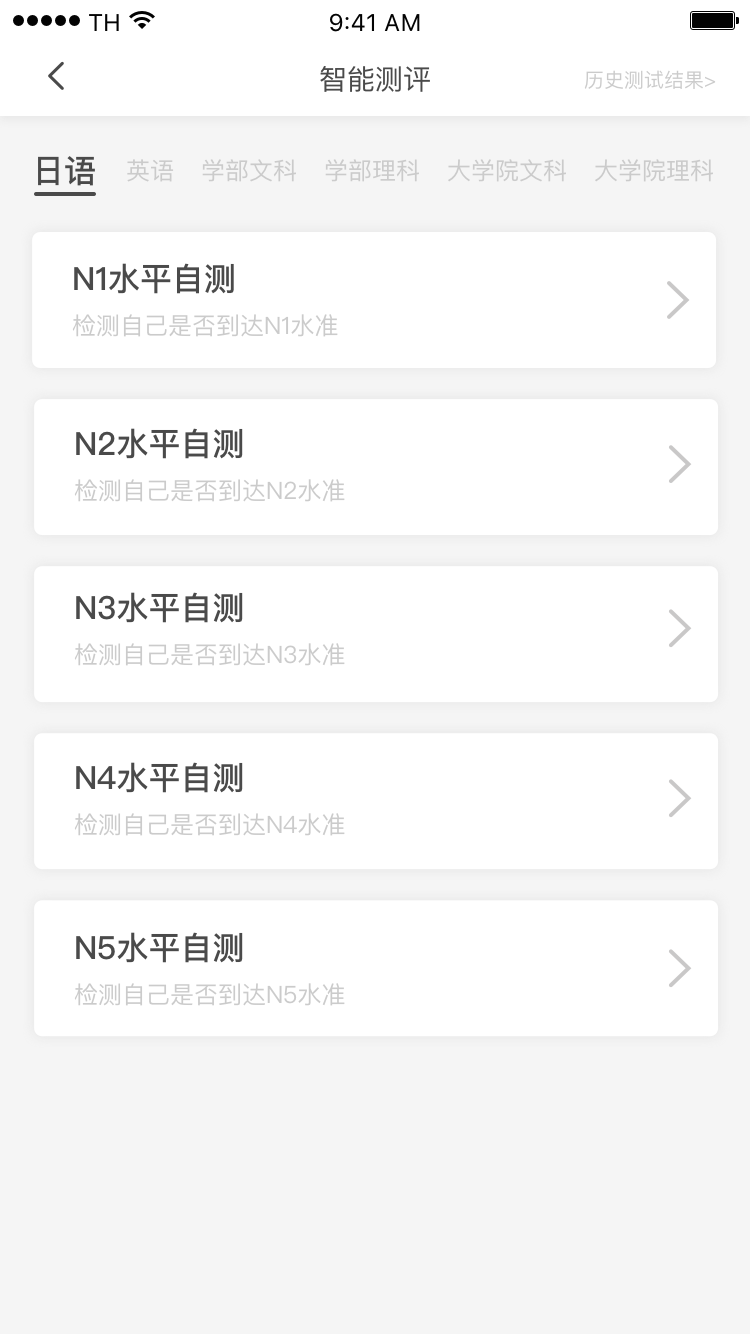 TH 9:41 AM
智能测评 历史测试结果>
日语 英语 学部文科 学部理科 大学院文科 大学院理科
N1水平自测
检测自己是否到达N1水准
N2水平自测
检测自己是否到达N2水准
N3水平自测
检测自己是否到达N3水准
N4水平自测
检测自己是否到达N4水准
N5水平自测
检测自己是否到达N5水准